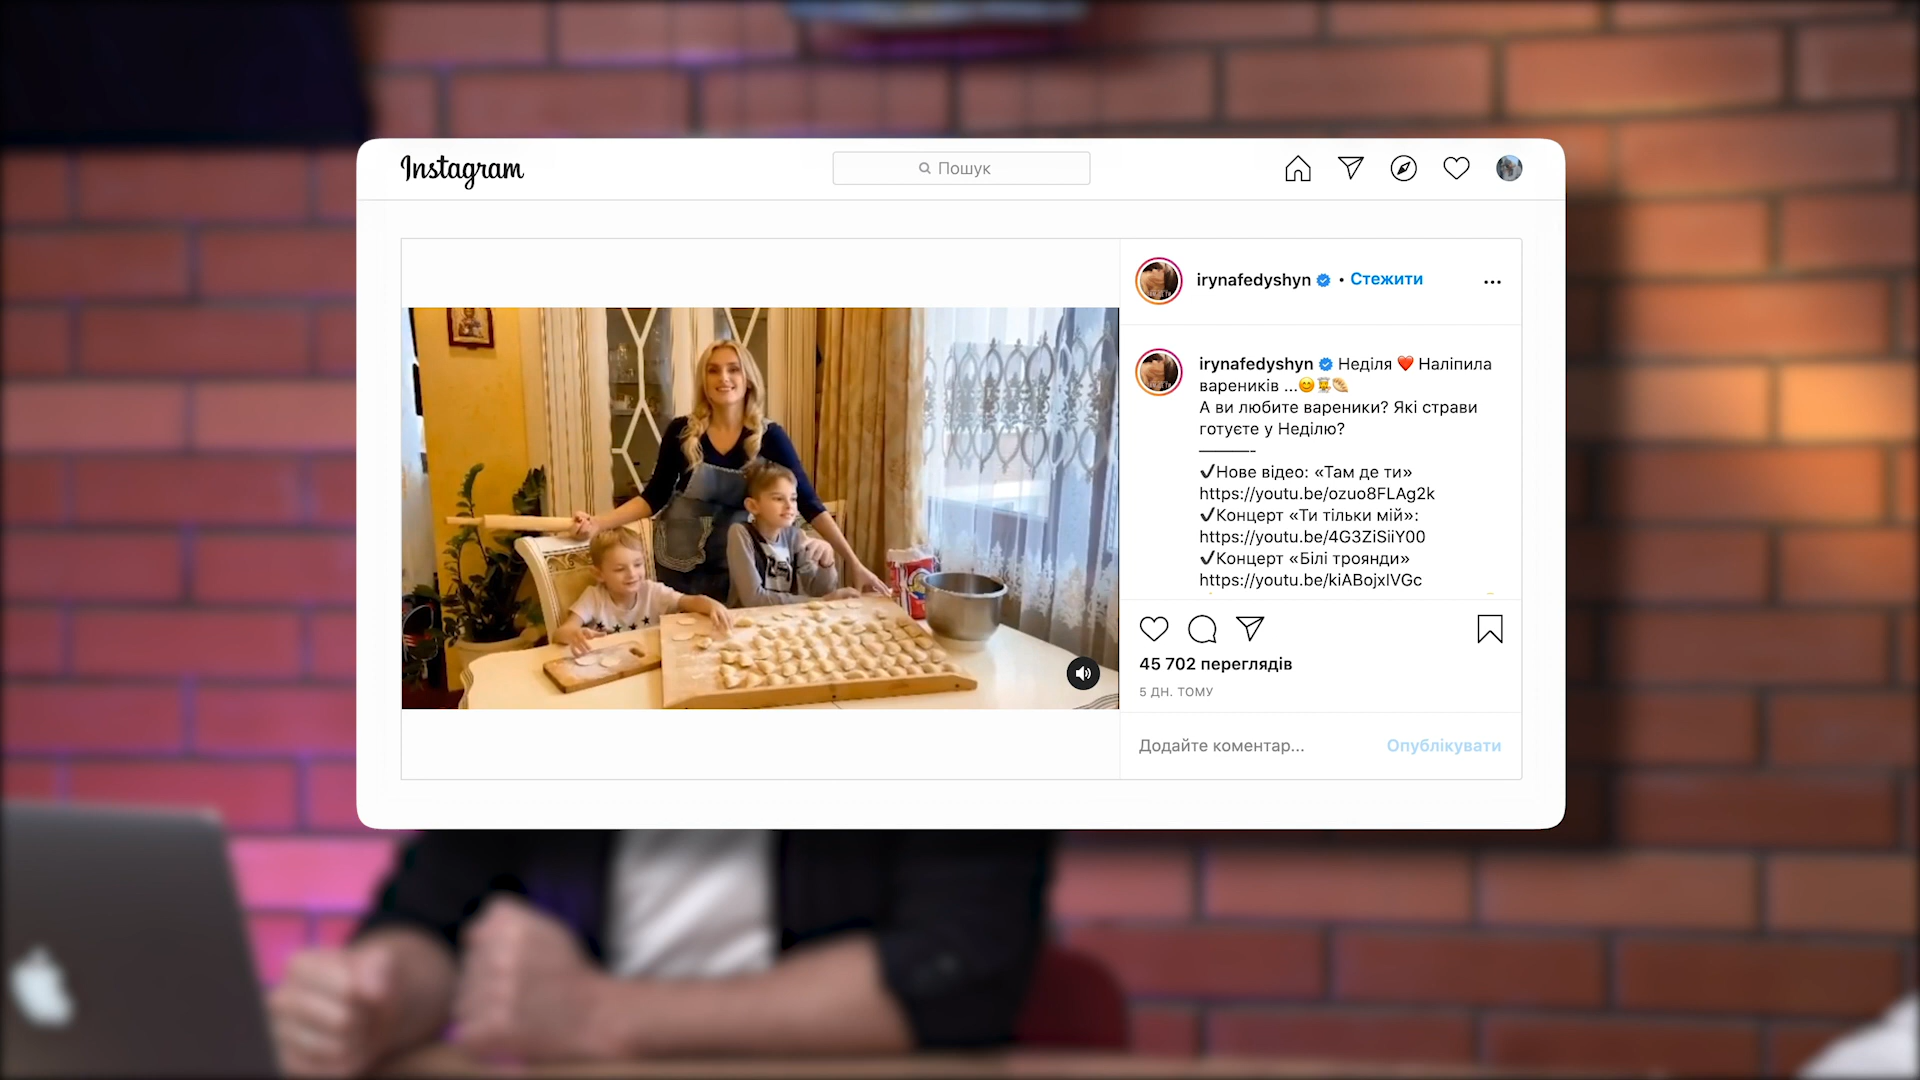 Instagram
Пошук
irynafedyshyn • Стежити
irynafedyshyn Неділя ❤️ Наліпила
вареників ...😊👩‍🍳🥟
А ви любите вареники? Які страви
готуєте у Неділю?
———-
✔Нове відео: «Там де ти»
https://youtu.be/ozuo8FLAg2k
✔Концерт «Ти тільки мій»:
https://youtu.be/4G3ZiSiiY00
✔Концерт «Білі троянди»
https://youtu.be/kiABojxlVGc
45 702 переглядів
5 ДН. ТОМУ
Додайте коментар...
Опублікувати